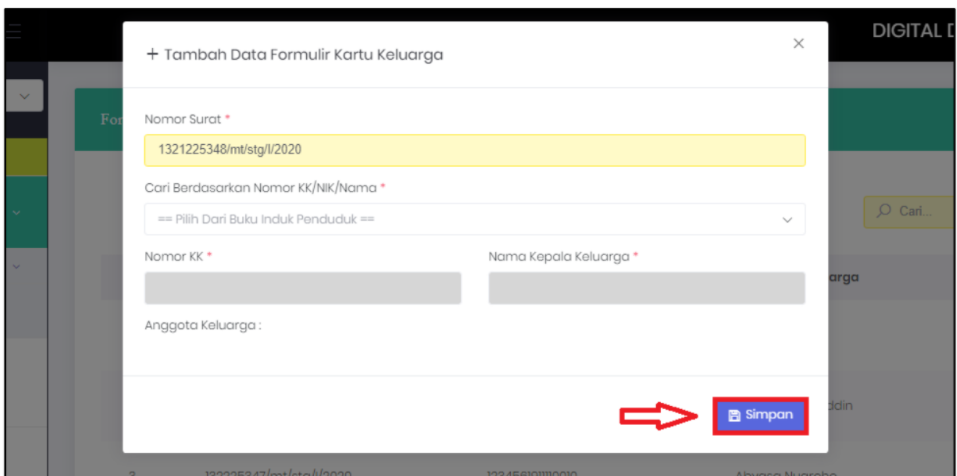 DIGITAL D
+ Tambah Data Formulir Kartu Keluarga
For
Nomor Surat *
1321225348/mt/stg/I/2020
Cari Berdasarkan Nomor KK/NIK/Nama *
== Pilih Dari Buku Induk Penduduk ==
Cari...
Nomor KK *
Nama Kepala Keluarga *
arga
Anggota Keluarga :
ddin
Simpan